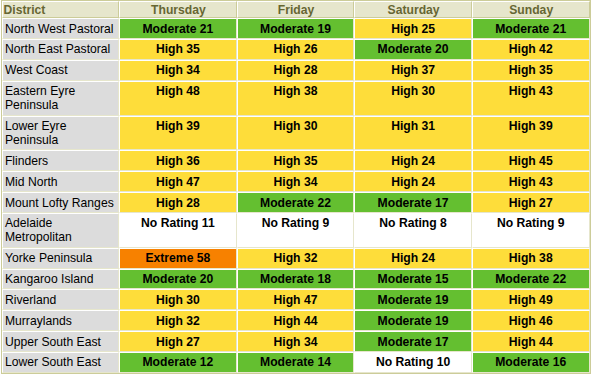 District Thursday Friday Saturday Sunday
North West Pastoral Moderate 21 Moderate 19 High 25 Moderate 21
North East Pastoral High 35 High 26 Moderate 20 High 42
West Coast High 34 High 28 High 37 High 35
Eastern Eyre High 48 High 38 High 30 High 43
Peninsula
Lower Eyre High 39 High 30 High 31 High 39
Peninsula
Flinders High 36 High 35 High 24 High 45
Mid North High 47 High 34 High 24 High 43
Mount Lofty Ranges High 28 Moderate 22 Moderate 17 High 27
Adelaide No Rating 11 No Rating 9 No Rating 8 No Rating 9
Metropolitan
Yorke Peninsula Extreme 58 High 32 High 24 High 38
Kangaroo Island Moderate 20 Moderate 18 Moderate 15 Moderate 22
Riverland High 30 High 47 Moderate 19 High 49
Murraylands High 32 High 44 Moderate 19 High 46
Upper South East High 27 High 34 Moderate 17 High 44
Lower South East Moderate 12 Moderate 14 No Rating 10 Moderate 16